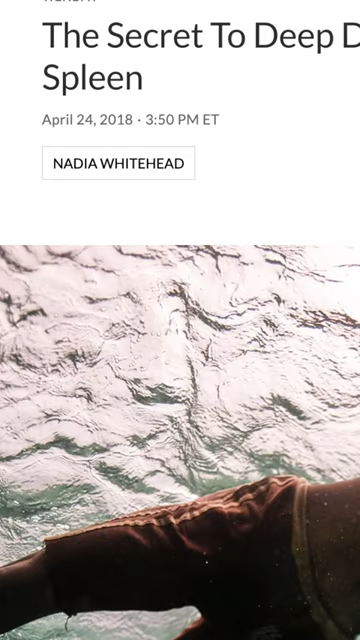 The Secret To Deep
Spleen
April 24, 2018 · 3:50 PM ET
NADIA WHITEHEAD